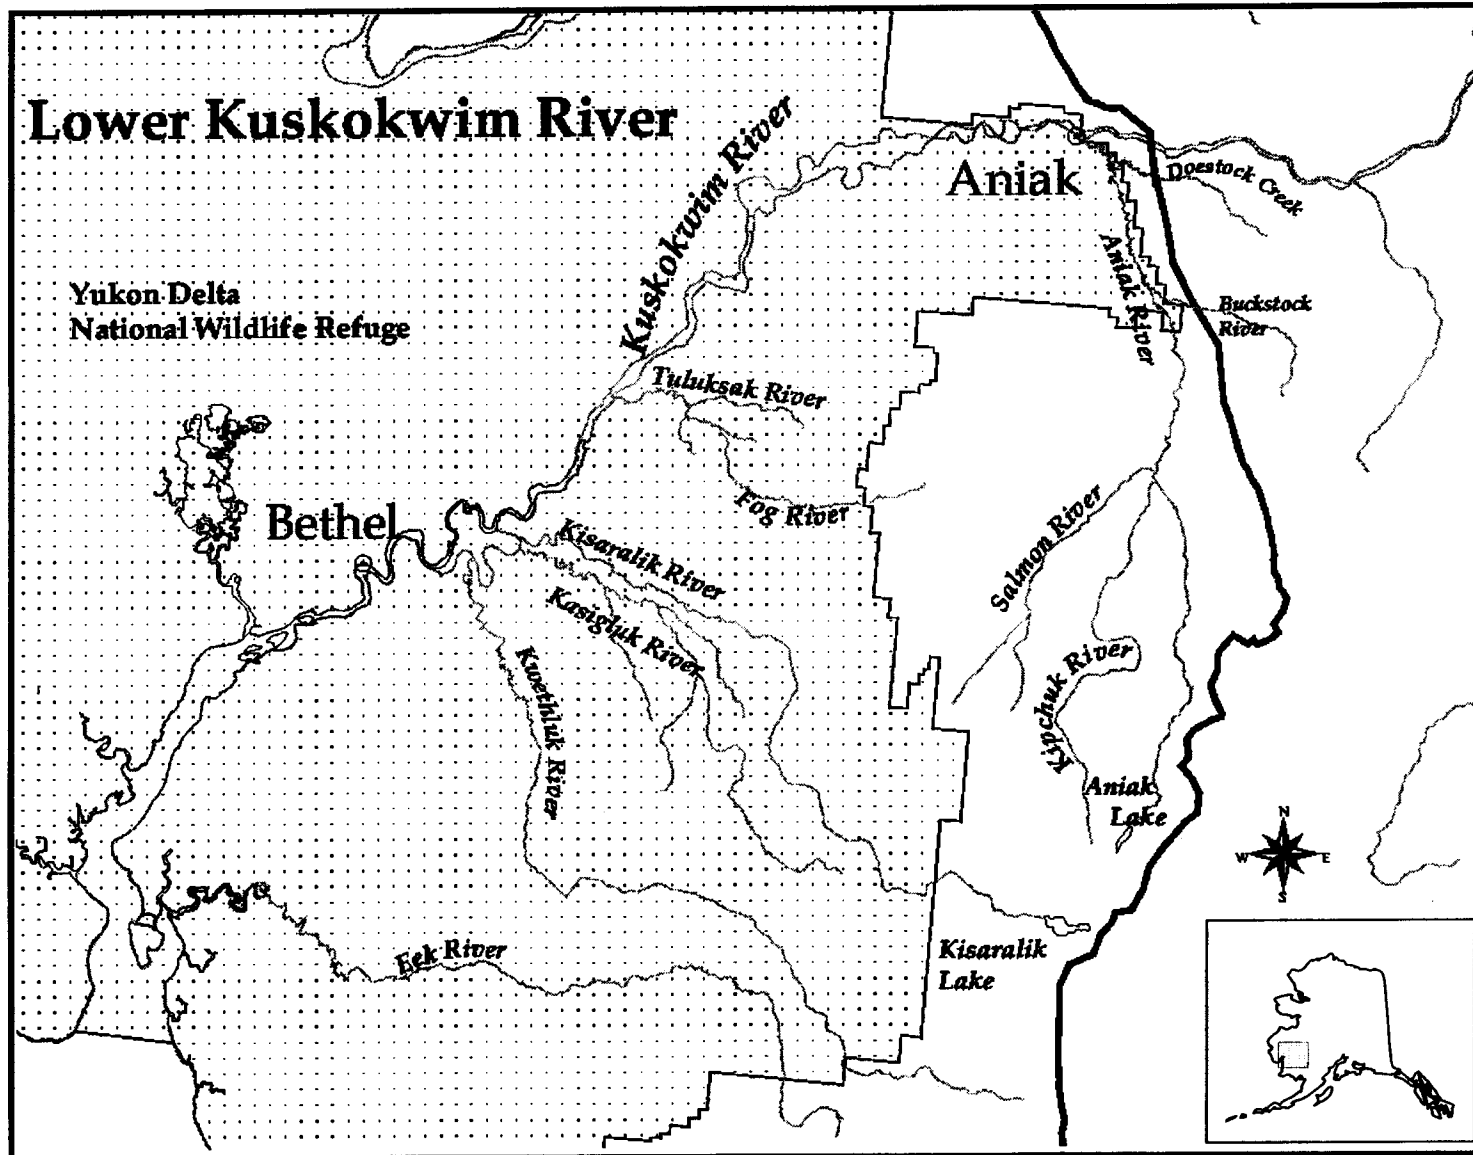 Lower Kuskokwim River
Kuskokwim River
Aniak
Doestock Creek
Yukon Delta
National Wildlife Refuge
Aniak River
Buckstock
River
Tuluksak River
Bethel
Fog River
Kisaralik River
Salmon River
Kasigluk River
Kwethluk River
Kipchuk River
Aniak
Lake
N
W E
S
Eek River
Kisaralik
Lake